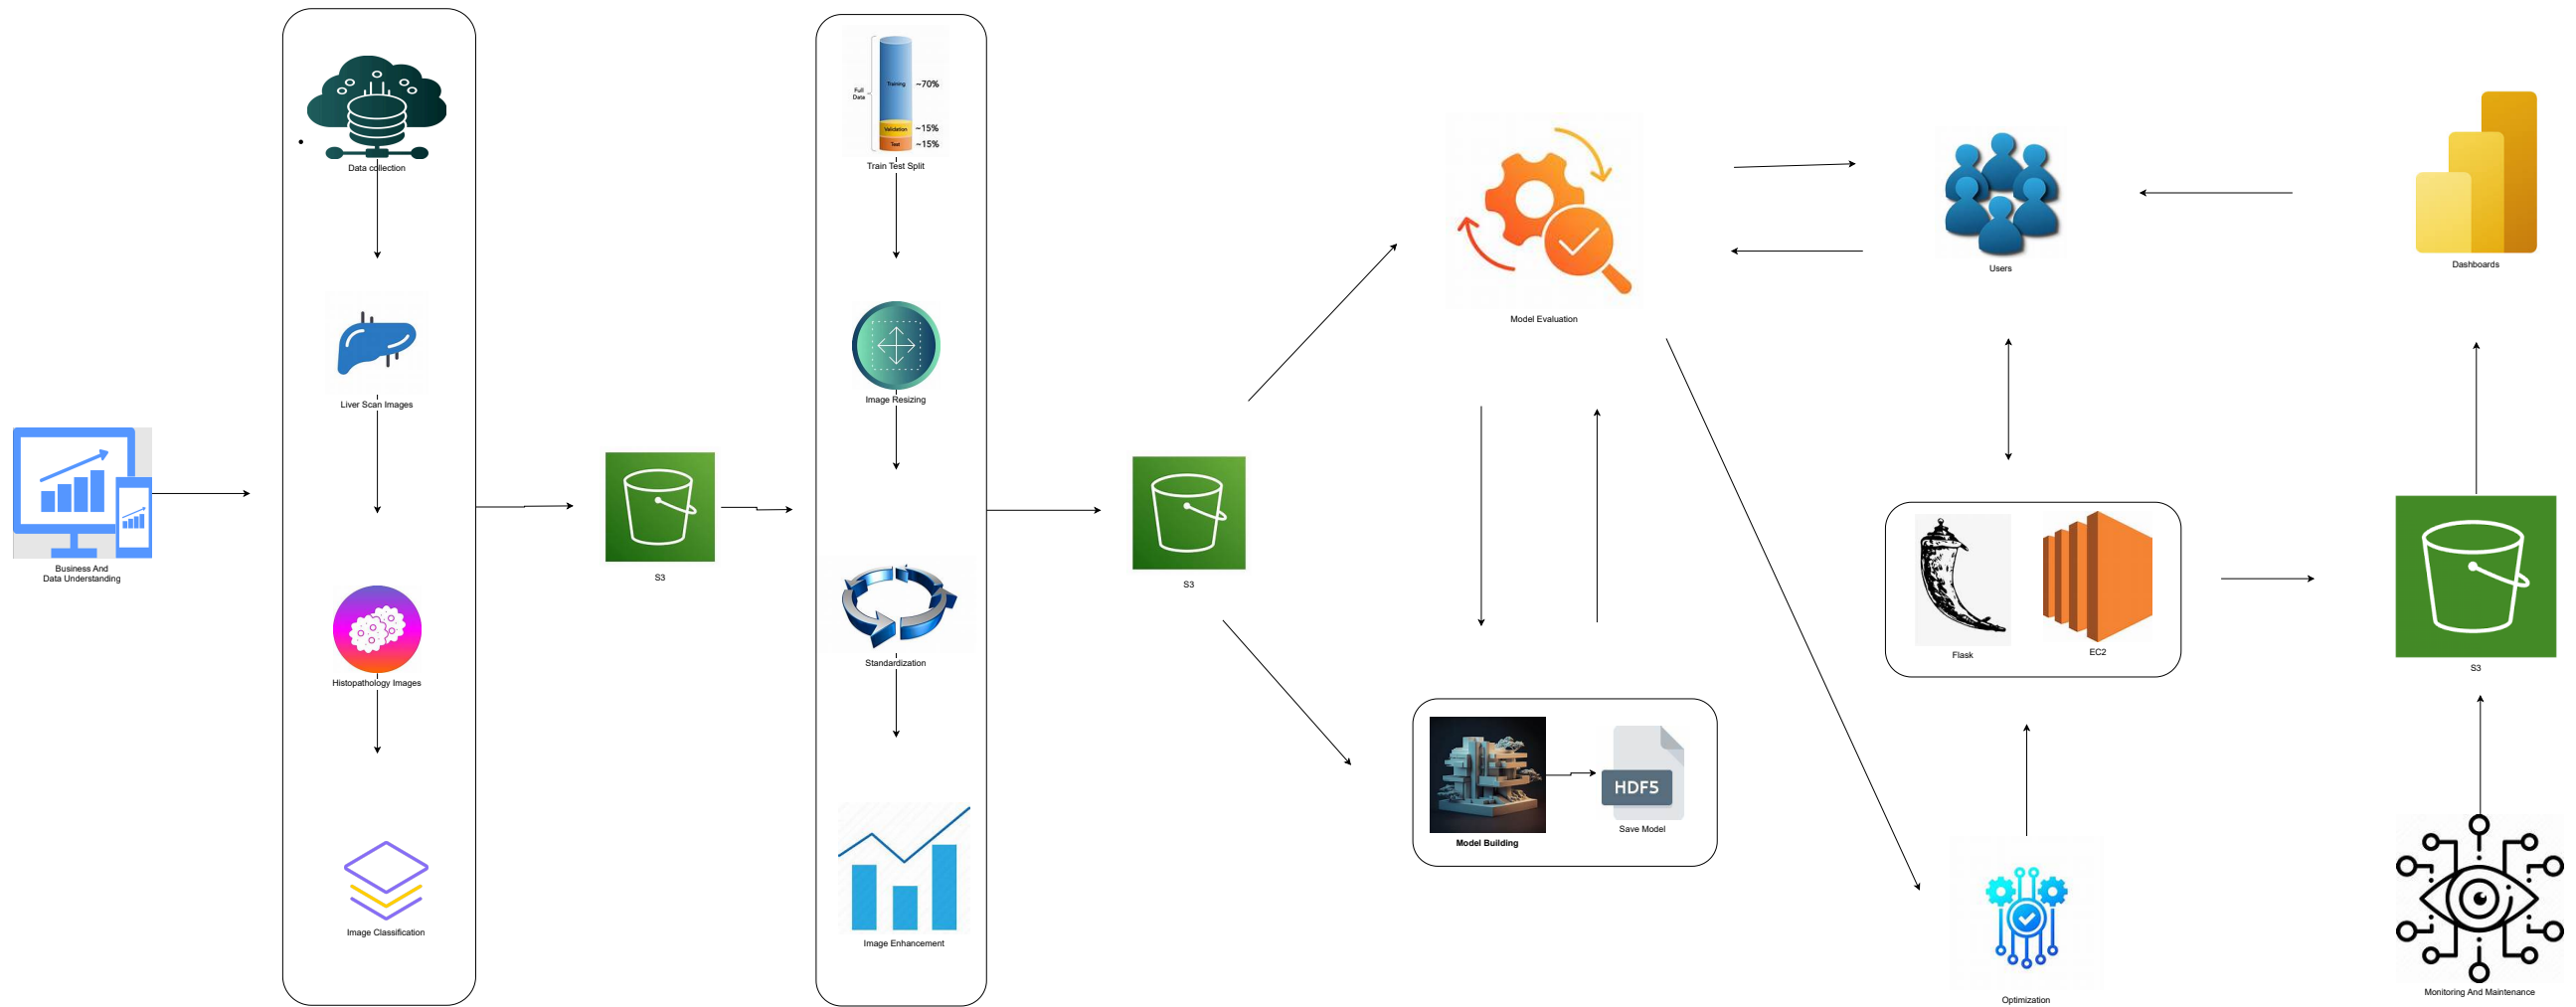 Business And
Data Understanding
Data collection
Liver Scan Images
Histopathology Images
Image Classification
S3
Full
Data
Training
~70%
Validation
~15%
Test
~15%
Train Test Split
Image Resizing
Standardization
Image Enhancement
S3
Model Evaluation
Model Building
HDF5
Save Model
Users
Flask
EC2
Optimization
Dashboards
S3
Monitoring And Maintenance